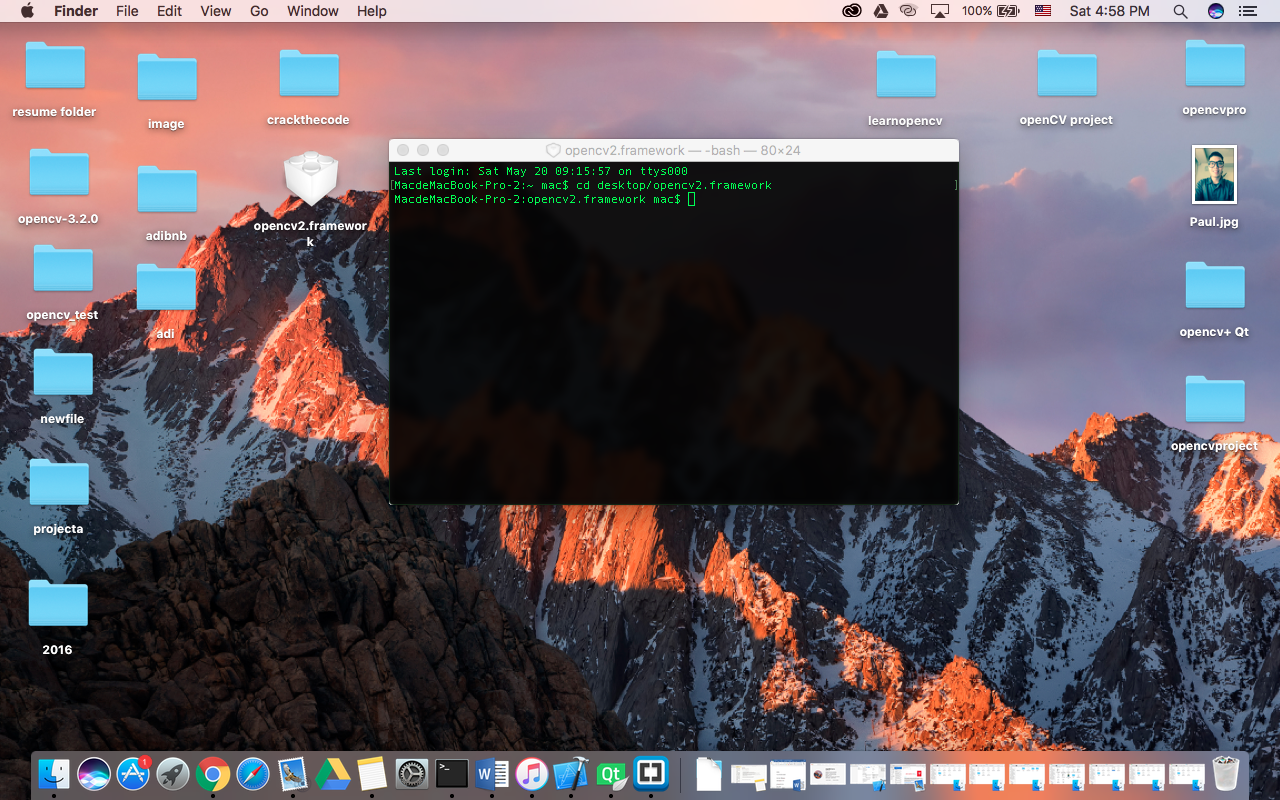 Finder File Edit View Go Window Help 100% Sat 4:58 PM
resume folder
image
crackthecode
learnopencv
openCV project
opencvpro
opencv-3.2.0
adibnb
opencv2.framewor
k
Paul.jpg
opencv_test
adi
opencv+ Qt
newfile
opencvproject
projecta
2016
opencv2.framework — -bash — 80×24
Last login: Sat May 20 09:15:57 on ttys000
[MacdeMacBook-Pro-2:~ mac$ cd desktop/opencv2.framework ]
MacdeMacBook-Pro-2:opencv2.framework mac$
1
>_
W
Qt